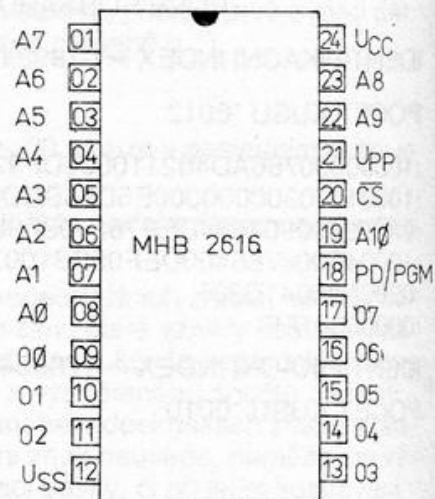 A7 01 24 UCC
A6 02 23 A8
A5 03 22 A9
A4 04 21 UPP
A3 05 20 C̅S̅
A2 06 19 A1Ø
MHB 2616
A1 07 18 PD/PGM
AØ 08 17 07
0Ø 09 16 06
01 10 15 05
02 11 14 04
USS 12 13 03